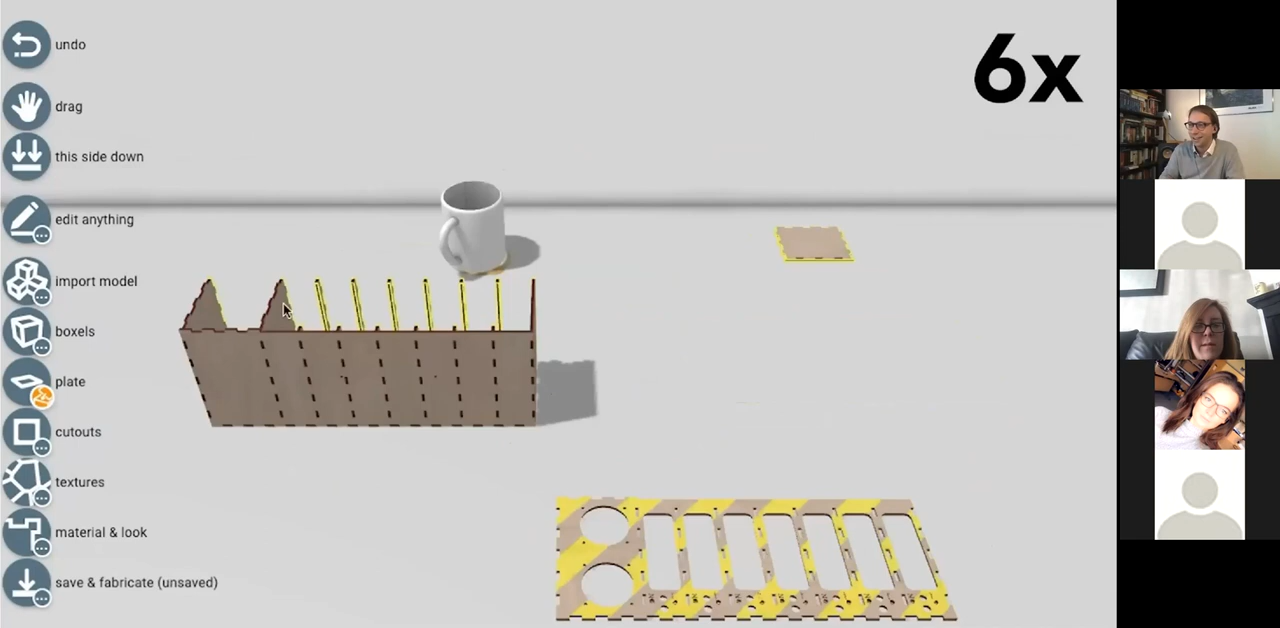 undo
6x
drag
this side down
edit anything
import model
boxels
plate
cutouts
textures
material & look
save & fabricate (unsaved)